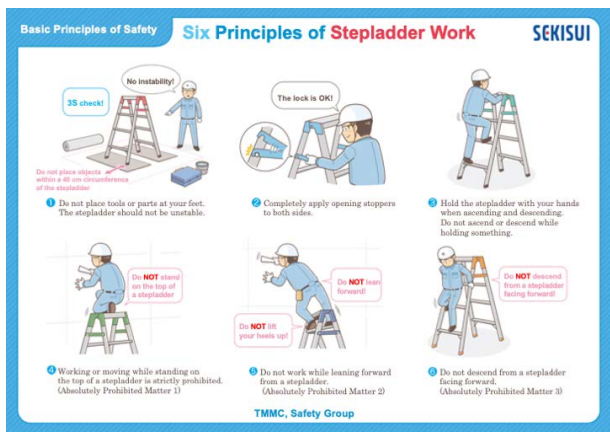 Basic Principles of Safety
Six Principles of Stepladder Work
SEKISUI
3S check!
No instability!
Do not place objects
within a 40 cm circumference
of the stepladder
1 Do not place tools or parts at your feet.
The stepladder should not be unstable.
The lock is OK!
2 Completely apply opening stoppers
to both sides.
3 Hold the stepladder with your hands
when ascending and descending.
Do not ascend or descend while
holding something.
Do NOT stand
on the top of
a stepladder
4 Working or moving while standing on
the top of a stepladder is strictly prohibited.
(Absolutely Prohibited Matter 1)
Do NOT lean
forward!
Do NOT lift
your heels up!
5 Do not work while leaning forward
from a stepladder.
(Absolutely Prohibited Matter 2)
Do NOT descend
from a stepladder
facing forward!
6 Do not descend from a stepladder
facing forward.
(Absolutely Prohibited Matter 3)
TMMC, Safety Group